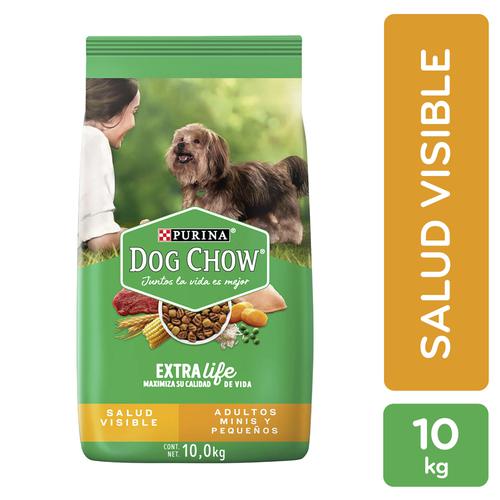 PURINA®
DOG CHOW®
Juntos la vida es mejor
EXTRA life
MAXIMIZA SU CALIDAD DE VIDA
SALUD
VISIBLE
ADULTOS
MINIS Y
PEQUEÑOS
CONT.
NET. 10,0kg
SALUD VISIBLE
10
kg